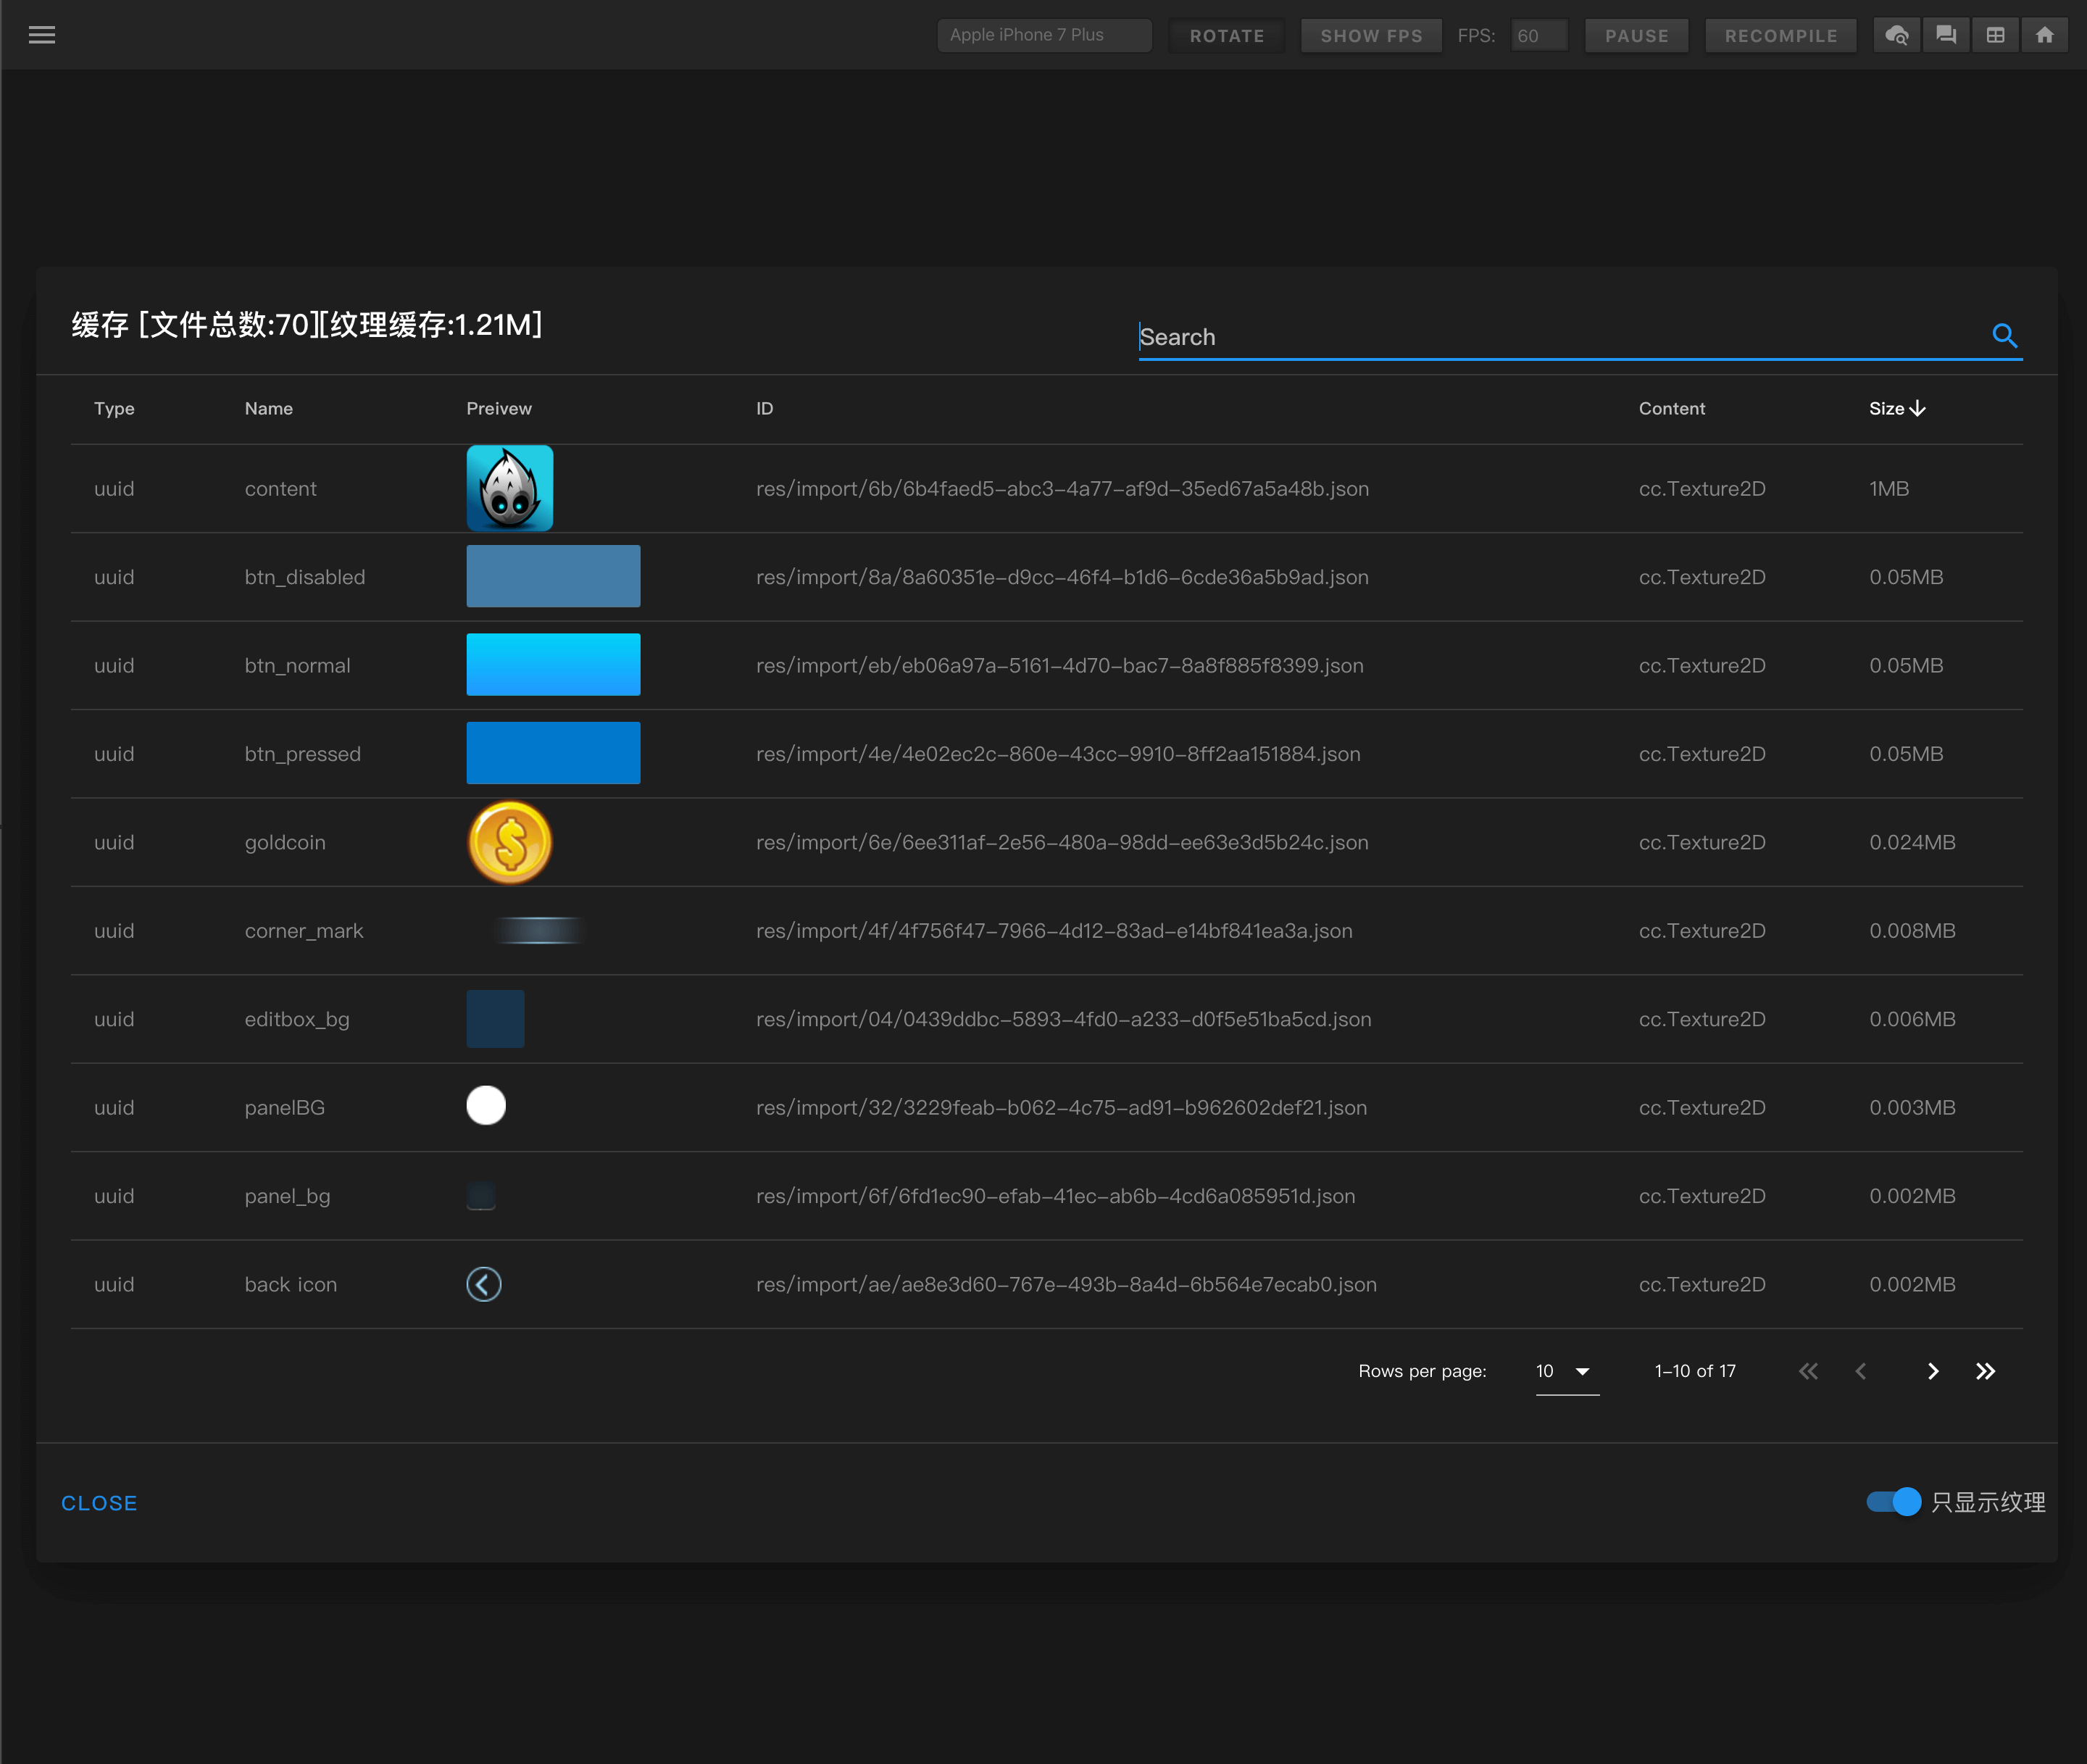 Apple iPhone 7 Plus ROTATE SHOW FPS FPS: 60 PAUSE RECOMPILE
缓存 [文件总数:70][纹理缓存:1.21M] Search
Type Name Preivew ID Content Size
uuid content res/import/6b/6b4faed5-abc3-4a77-af9d-35ed67a5a48b.json cc.Texture2D 1MB
uuid btn_disabled res/import/8a/8a60351e-d9cc-46f4-b1d6-6cde36a5b9ad.json cc.Texture2D 0.05MB
uuid btn_normal res/import/eb/eb06a97a-5161-4d70-bac7-8a8f885f8399.json cc.Texture2D 0.05MB
uuid btn_pressed res/import/4e/4e02ec2c-860e-43cc-9910-8ff2aa151884.json cc.Texture2D 0.05MB
uuid goldcoin res/import/6e/6ee311af-2e56-480a-98dd-ee63e3d5b24c.json cc.Texture2D 0.024MB
uuid corner_mark res/import/4f/4f756f47-7966-4d12-83ad-e14bf841ea3a.json cc.Texture2D 0.008MB
uuid editbox_bg res/import/04/0439ddbc-5893-4fd0-a233-d0f5e51ba5cd.json cc.Texture2D 0.006MB
uuid panelBG res/import/32/3229feab-b062-4c75-ad91-b962602def21.json cc.Texture2D 0.003MB
uuid panel_bg res/import/6f/6fd1ec90-efab-41ec-ab6b-4cd6a085951d.json cc.Texture2D 0.002MB
uuid back icon res/import/ae/ae8e3d60-767e-493b-8a4d-6b564e7ecab0.json cc.Texture2D 0.002MB
Rows per page: 10 1-10 of 17
CLOSE 只显示纹理